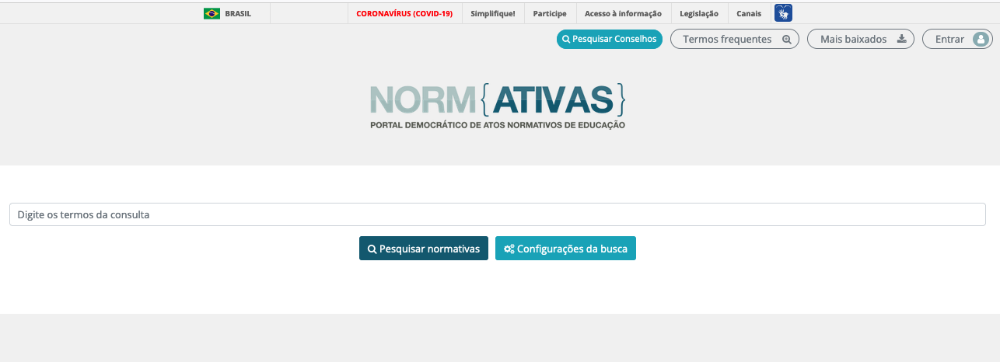 BRASIL CORONAVÍRUS (COVID-19) Simplifique! Participe Acesso à informação Legislação Canais
Pesquisar Conselhos Termos frequentes Mais baixados Entrar
NORM{ATIVAS}
PORTAL DEMOCRÁTICO DE ATOS NORMATIVOS DE EDUCAÇÃO
Digite os termos da consulta
Pesquisar normativas Configurações da busca